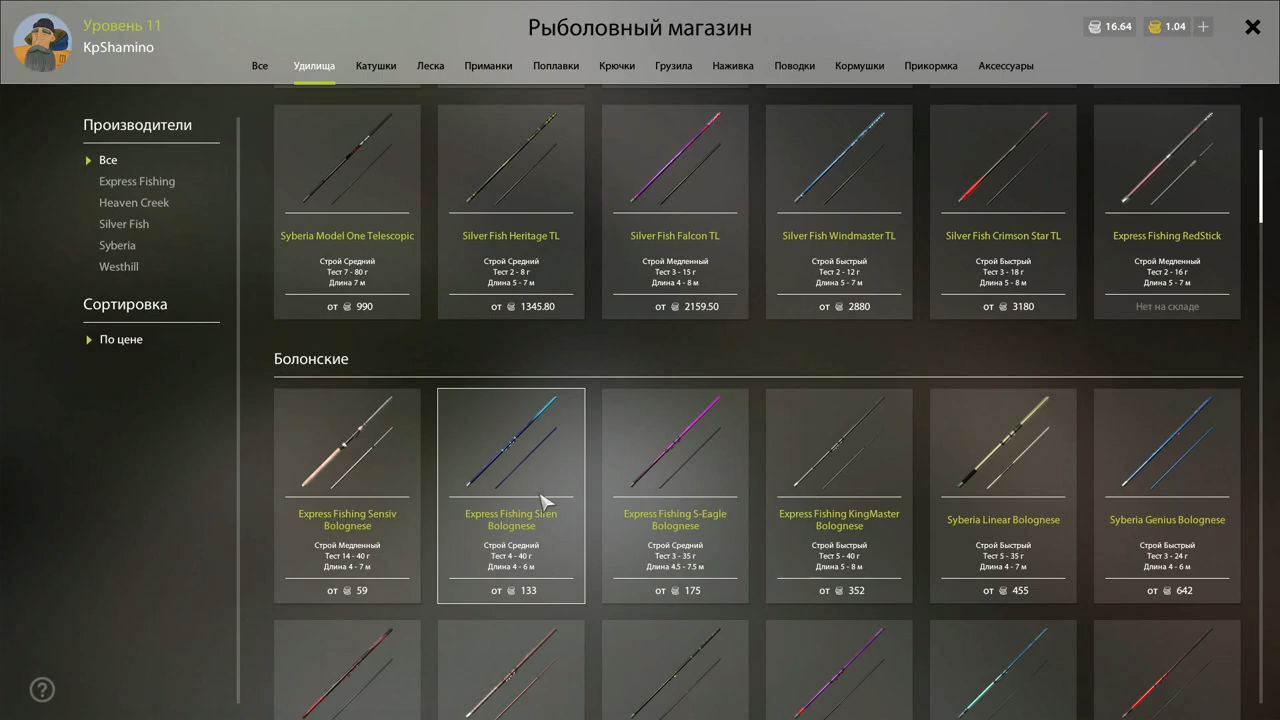 Уровень 11
KpShamino
Рыболовный магазин
16.64
1.04
+
Все Удилища Катушки Леска Приманки Поплавки Крючки Грузила Наживка Поводки Кормушки Прикормка Аксессуары
Производители
Все
Express Fishing
Heaven Creek
Silver Fish
Syberia
Westhill
Сортировка
По цене
Syberia Model One Telescopic
Строй Средний
Тест 7 - 80 г
Длина 7 м
от 990
Silver Fish Heritage TL
Строй Средний
Тест 2 - 8 г
Длина 5 - 7 м
от 1345.80
Silver Fish Falcon TL
Строй Медленный
Тест 3 - 15 г
Длина 4 - 8 м
от 2159.50
Silver Fish Windmaster TL
Строй Быстрый
Тест 2 - 12 г
Длина 5 - 7 м
от 2880
Silver Fish Crimson Star TL
Строй Быстрый
Тест 3 - 18 г
Длина 5 - 8 м
от 3180
Express Fishing RedStick
Строй Медленный
Тест 2 - 16 г
Длина 5 - 7 м
Нет на складе
Болонские
Express Fishing Sensiv
Bolognese
Строй Медленный
Тест 14 - 40 г
Длина 4 - 7 м
от 59
Express Fishing Siren
Bolognese
Строй Средний
Тест 4 - 40 г
Длина 4 - 6 м
от 133
Express Fishing S-Eagle
Bolognese
Строй Средний
Тест 3 - 35 г
Длина 4.5 - 7.5 м
от 175
Express Fishing KingMaster
Bolognese
Строй Быстрый
Тест 5 - 40 г
Длина 5 - 8 м
от 352
Syberia Linear Bolognese
Строй Быстрый
Тест 5 - 35 г
Длина 4 - 7 м
от 455
Syberia Genius Bolognese
Строй Быстрый
Тест 3 - 24 г
Длина 4 - 6 м
от 642
?